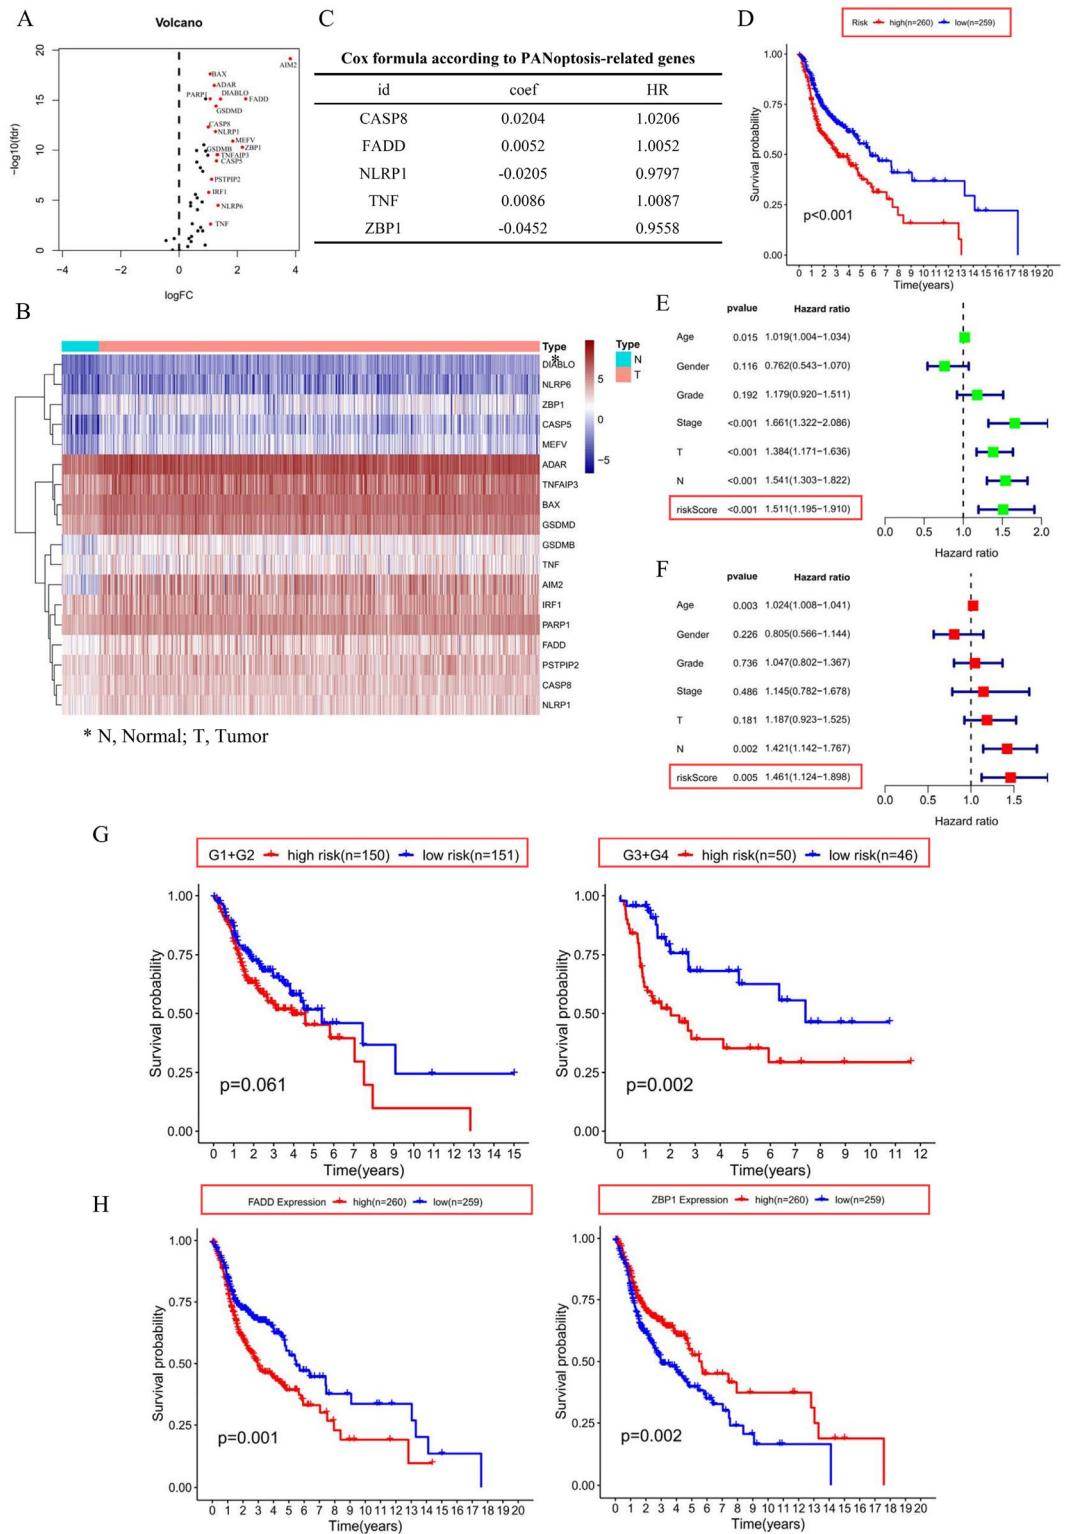 A
Volcano
20
15
10
5
0
−log10(fdr)
AIM2
BAX
ADAR
PARP1
DIABLO
FADD
GSDMD
CASP8
NLRP1
MEFV
ZBP1
GSDMB
TNFAIP3
CASP5
PSTPIP2
IRF1
NLRP6
TNF
−4 −2 0 2 4
logFC
C
Cox formula according to PANoptosis-related genes
id coef HR
CASP8 0.0204 1.0206
FADD 0.0052 1.0052
NLRP1 -0.0205 0.9797
TNF 0.0086 1.0087
ZBP1 -0.0452 0.9558
D
Risk high(n=260) low(n=259)
1.00
0.75
0.50
0.25
0.00
Survival probability
p<0.001
0 1 2 3 4 5 6 7 8 9 10 11 12 13 14 15 16 17 18 19 20
Time(years)
B
Type
*
DIABLO
NLRP6
ZBP1
CASP5
MEFV
ADAR
TNFAIP3
BAX
GSDMD
GSDMB
TNF
AIM2
IRF1
PARP1
FADD
PSTPIP2
CASP8
NLRP1
5
0
−5
Type
N
T
* N, Normal; T, Tumor
E
pvalue Hazard ratio
Age 0.015 1.019(1.004−1.034)
Gender 0.116 0.762(0.543−1.070)
Grade 0.192 1.179(0.920−1.511)
Stage <0.001 1.661(1.322−2.086)
T <0.001 1.384(1.171−1.636)
N <0.001 1.541(1.303−1.822)
riskScore <0.001 1.511(1.195−1.910)
0.0 0.5 1.0 1.5 2.0
Hazard ratio
F
pvalue Hazard ratio
Age 0.003 1.024(1.008−1.041)
Gender 0.226 0.805(0.566−1.144)
Grade 0.736 1.047(0.802−1.367)
Stage 0.486 1.145(0.782−1.678)
T 0.181 1.187(0.923−1.525)
N 0.002 1.421(1.142−1.767)
riskScore 0.005 1.461(1.124−1.898)
0.0 0.5 1.0 1.5
Hazard ratio
G
G1+G2 high risk(n=150) low risk(n=151)
1.00
0.75
0.50
0.25
0.00
Survival probability
p=0.061
0 1 2 3 4 5 6 7 8 9 10 11 12 13 14 15
Time(years)
G3+G4 high risk(n=50) low risk(n=46)
1.00
0.75
0.50
0.25
0.00
Survival probability
p=0.002
0 1 2 3 4 5 6 7 8 9 10 11 12
Time(years)
H
FADD Expression high(n=260) low(n=259)
1.00
0.75
0.50
0.25
0.00
Survival probability
p=0.001
0 1 2 3 4 5 6 7 8 9 10 11 12 13 14 15 16 17 18 19 20
Time(years)
ZBP1 Expression high(n=260) low(n=259)
1.00
0.75
0.50
0.25
0.00
Survival probability
p=0.002
0 1 2 3 4 5 6 7 8 9 10 11 12 13 14 15 16 17 18 19 20
Time(years)